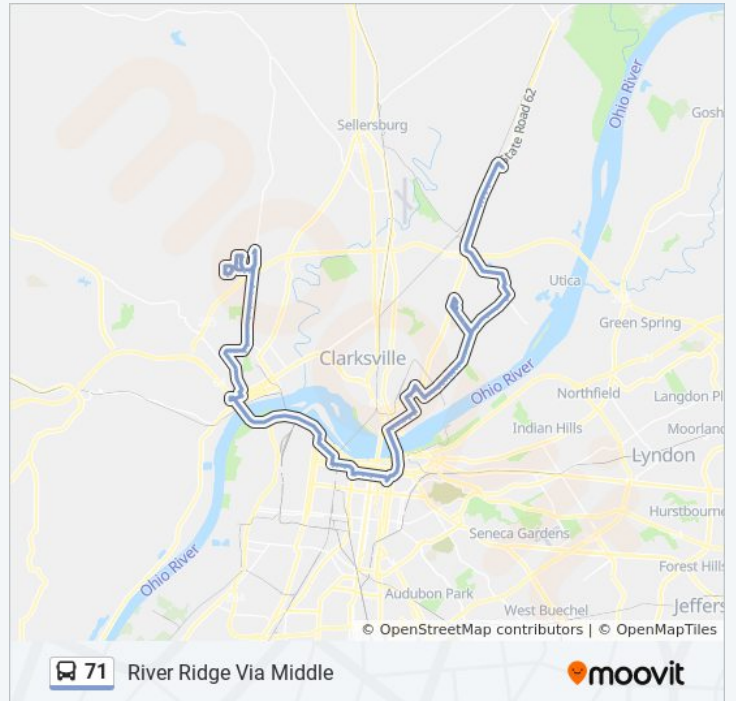 Ohio River
State Road 62
Gosh
Sellersburg
Utica
Green Spring
Clarksville
Ohio River
Northfield
Langdon Pl
Indian Hills
Moorlan
Lyndon
Hurstbourne
Seneca Gardens
Ohio River
Forest Hills
Audubon Park
West Buechel
Jeffers
© OpenStreetMap contributors | © OpenMapTiles
71 River Ridge Via Middle
moovit